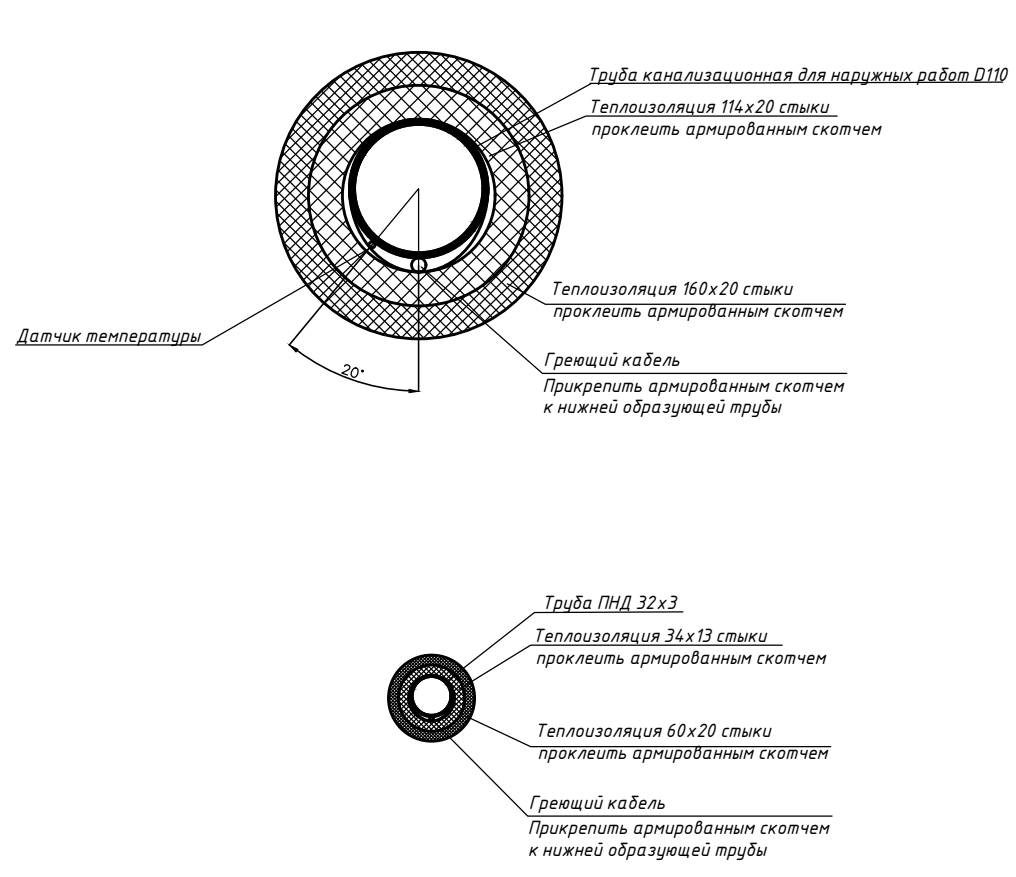 Труба канализационная для наружных работ D110
Теплоизоляция 114х20 стыки
проклеить армированным скотчем
Теплоизоляция 160х20 стыки
проклеить армированным скотчем
Датчик температуры
20°
Греющий кабель
Прикрепить армированным скотчем
к нижней образующей трубы
Труба ПНД 32х3
Теплоизоляция 34х13 стыки
проклеить армированным скотчем
Теплоизоляция 60х20 стыки
проклеить армированным скотчем
Греющий кабель
Прикрепить армированным скотчем
к нижней образующей трубы